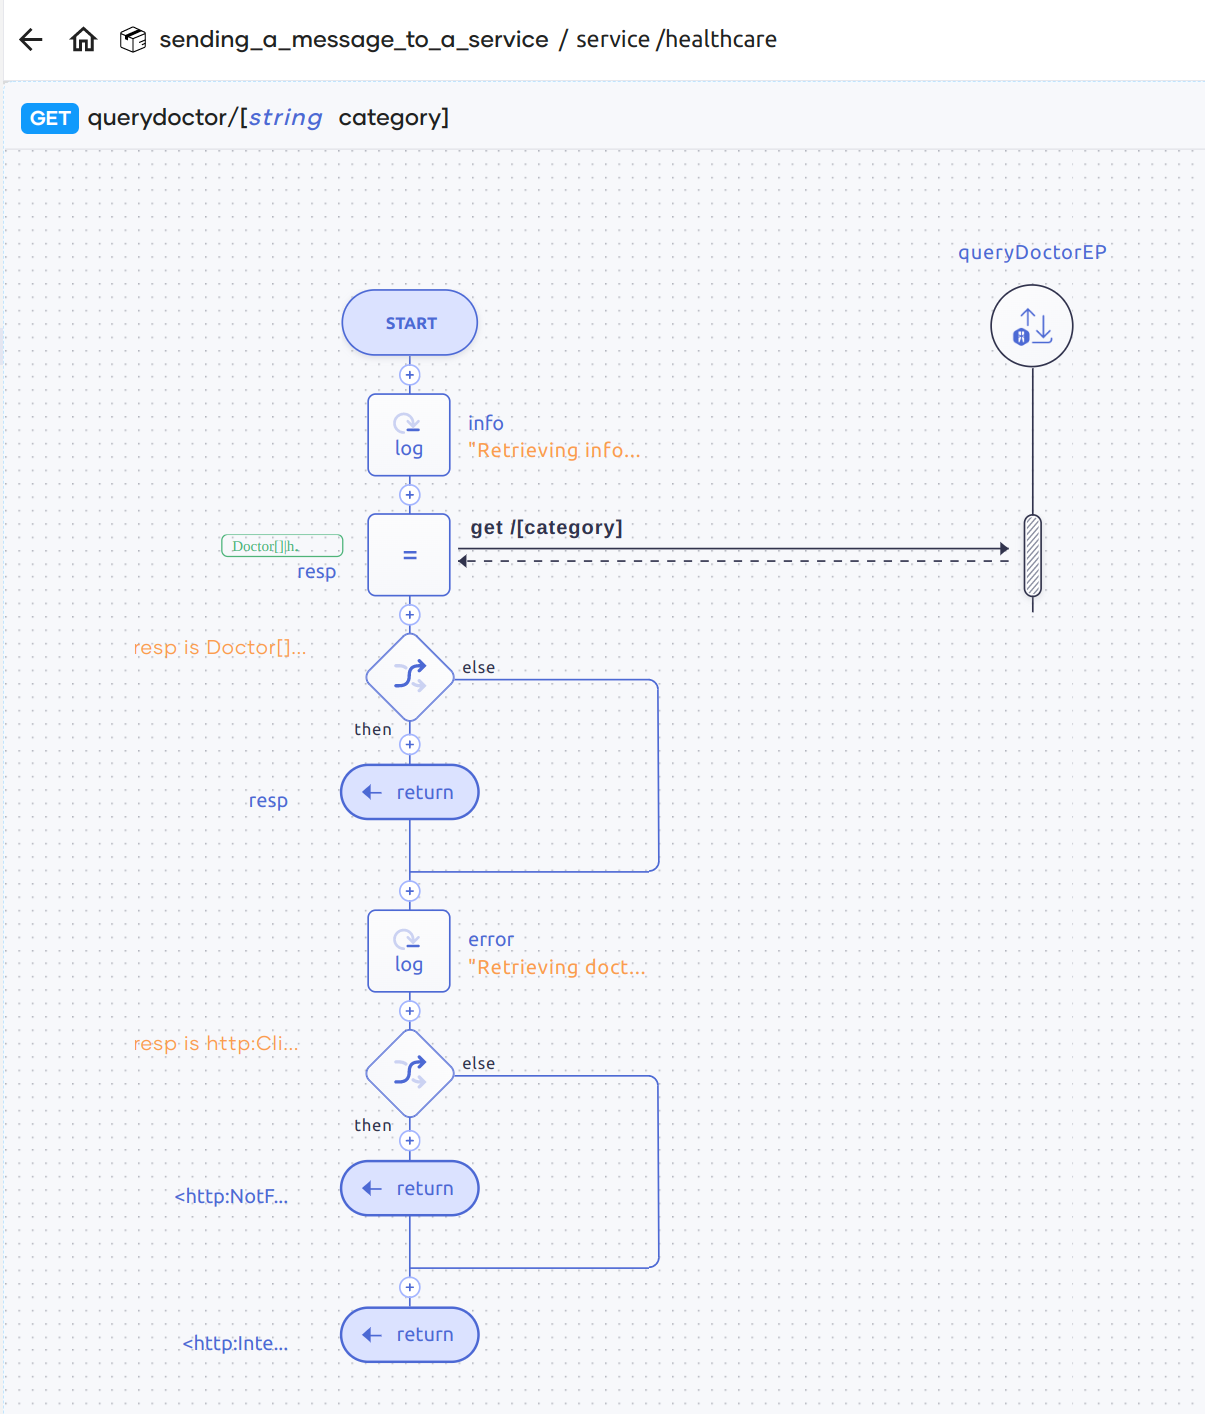 sending_a_message_to_a_service / service /healthcare
GET querydoctor/[string category]
queryDoctorEP
START
log
info
"Retrieving info...
Doctor[]|h.
resp
=
get /[category]
resp is Doctor[]...
else
then
resp
return
log
error
"Retrieving doct...
resp is http:Cli...
else
then
<http:NotF...
return
<http:Inte...
return